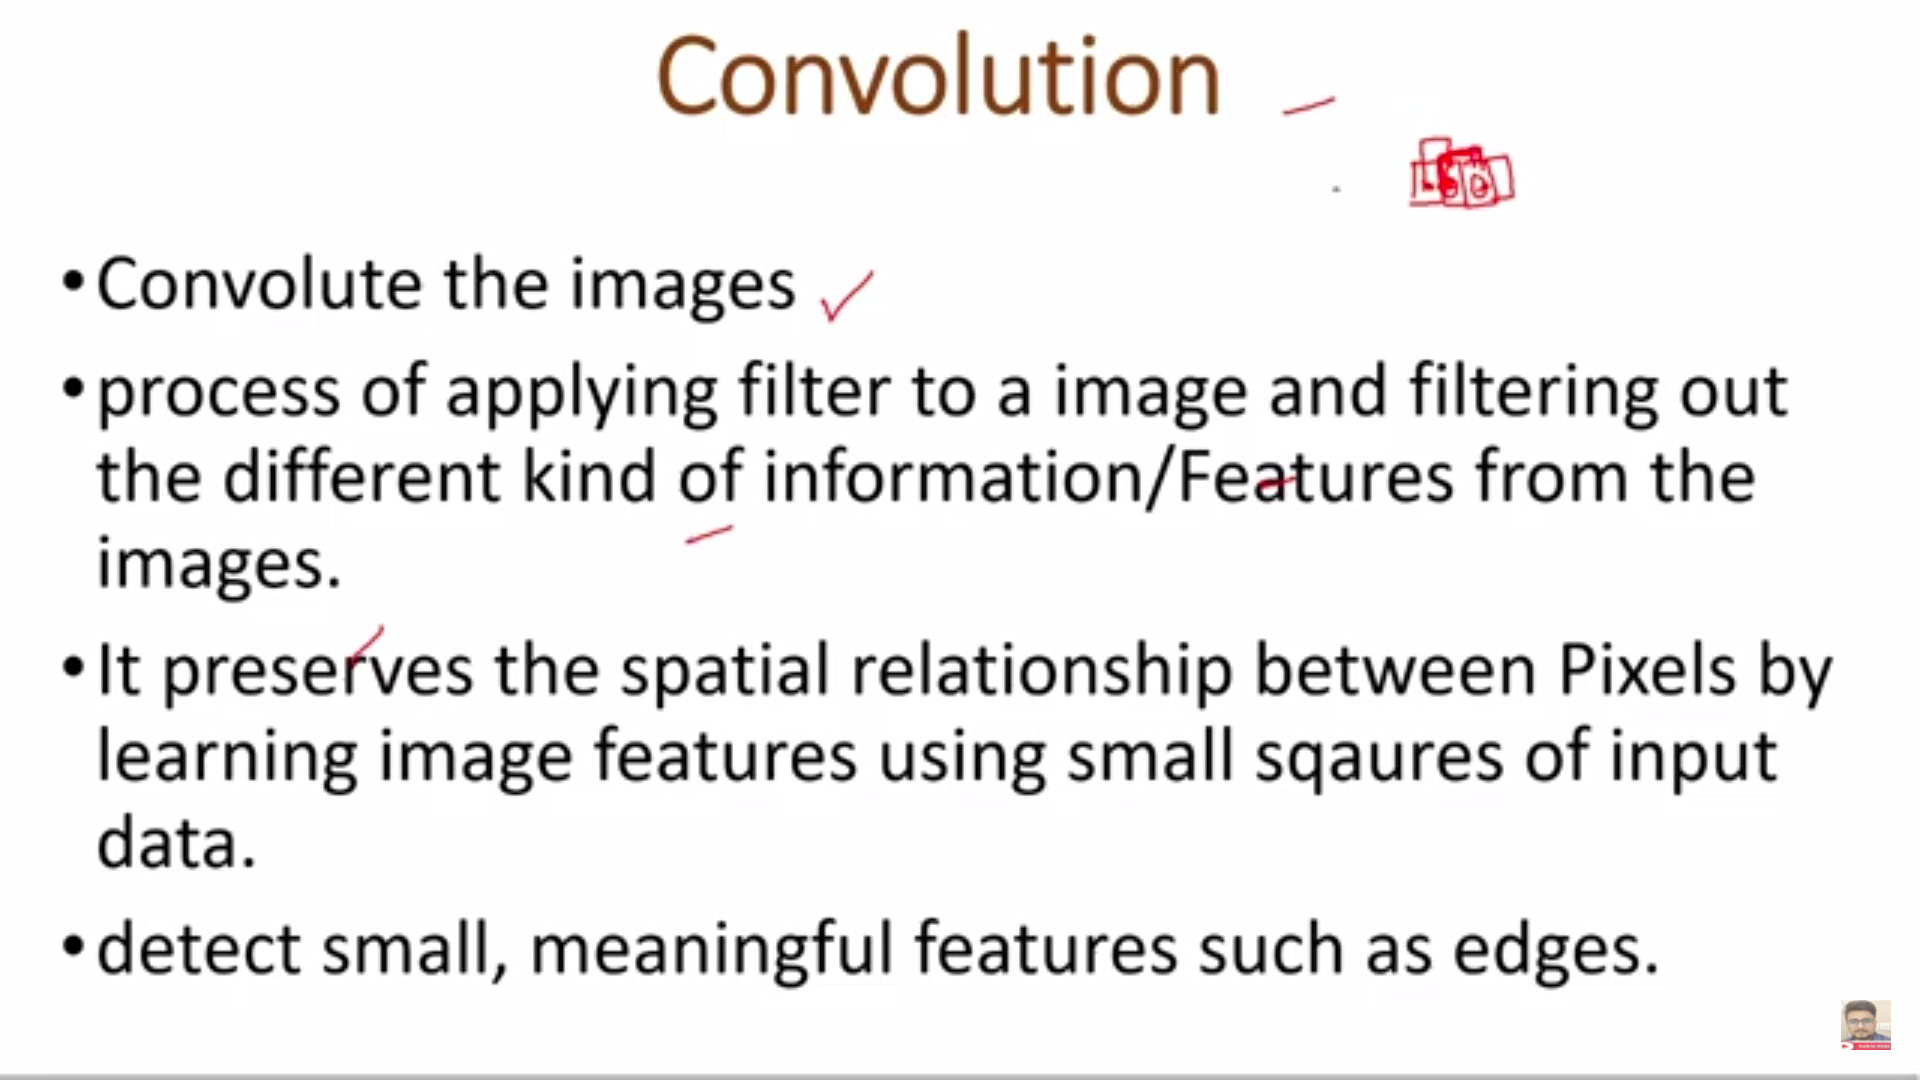 Convolution
• Convolute the images
• process of applying filter to a image and filtering out
the different kind of information/Features from the
images.
• It preserves the spatial relationship between Pixels by
learning image features using small sqaures of input
data.
• detect small, meaningful features such as edges.